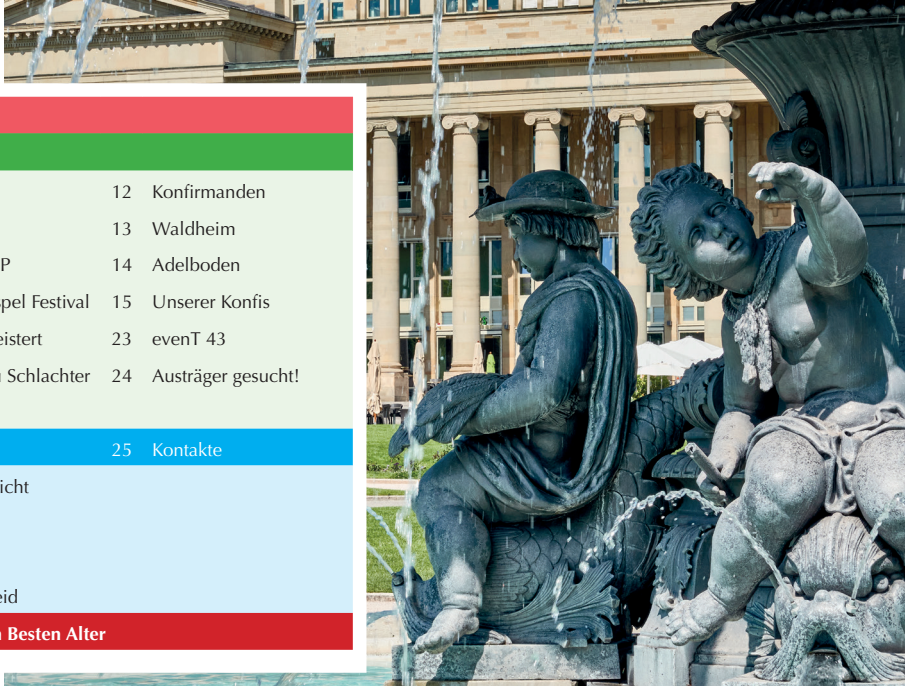 12 Konfirmanden
13 Waldheim
P 14 Adelboden
pel Festival 15 Unserer Konfis
eistert 23 evenT 43
Schlachter 24 Austräger gesucht!
25 Kontakte
icht
eid
Besten Alter